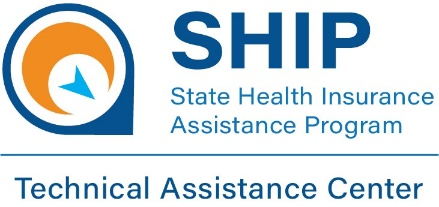 SHIP
State Health Insurance
Assistance Program
Technical Assistance Center